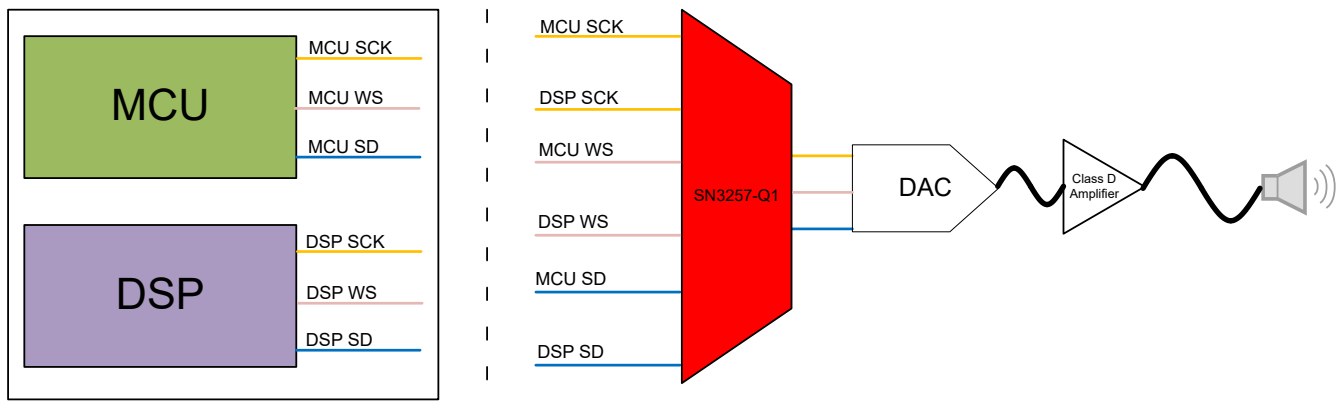 MCU
MCU SCK
MCU WS
MCU SD
DSP
DSP SCK
DSP WS
DSP SD
MCU SCK
DSP SCK
MCU WS
DSP WS
MCU SD
DSP SD
SN3257-Q1
DAC
Class D
Amplifier